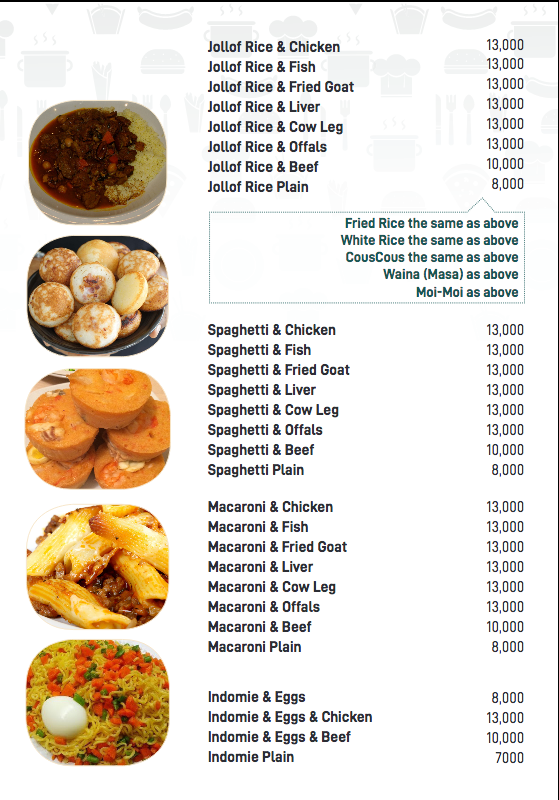 Jollof Rice & Chicken 13,000
Jollof Rice & Fish 13,000
Jollof Rice & Fried Goat 13,000
Jollof Rice & Liver 13,000
Jollof Rice & Cow Leg 13,000
Jollof Rice & Offals 13,000
Jollof Rice & Beef 10,000
Jollof Rice Plain 8,000
Fried Rice the same as above
White Rice the same as above
CousCous the same as above
Waina (Masa) as above
Moi-Moi as above
Spaghetti & Chicken 13,000
Spaghetti & Fish 13,000
Spaghetti & Fried Goat 13,000
Spaghetti & Liver 13,000
Spaghetti & Cow Leg 13,000
Spaghetti & Offals 13,000
Spaghetti & Beef 10,000
Spaghetti Plain 8,000
Macaroni & Chicken 13,000
Macaroni & Fish 13,000
Macaroni & Fried Goat 13,000
Macaroni & Liver 13,000
Macaroni & Cow Leg 13,000
Macaroni & Offals 13,000
Macaroni & Beef 10,000
Macaroni Plain 8,000
Indomie & Eggs 8,000
Indomie & Eggs & Chicken 13,000
Indomie & Eggs & Beef 10,000
Indomie Plain 7000